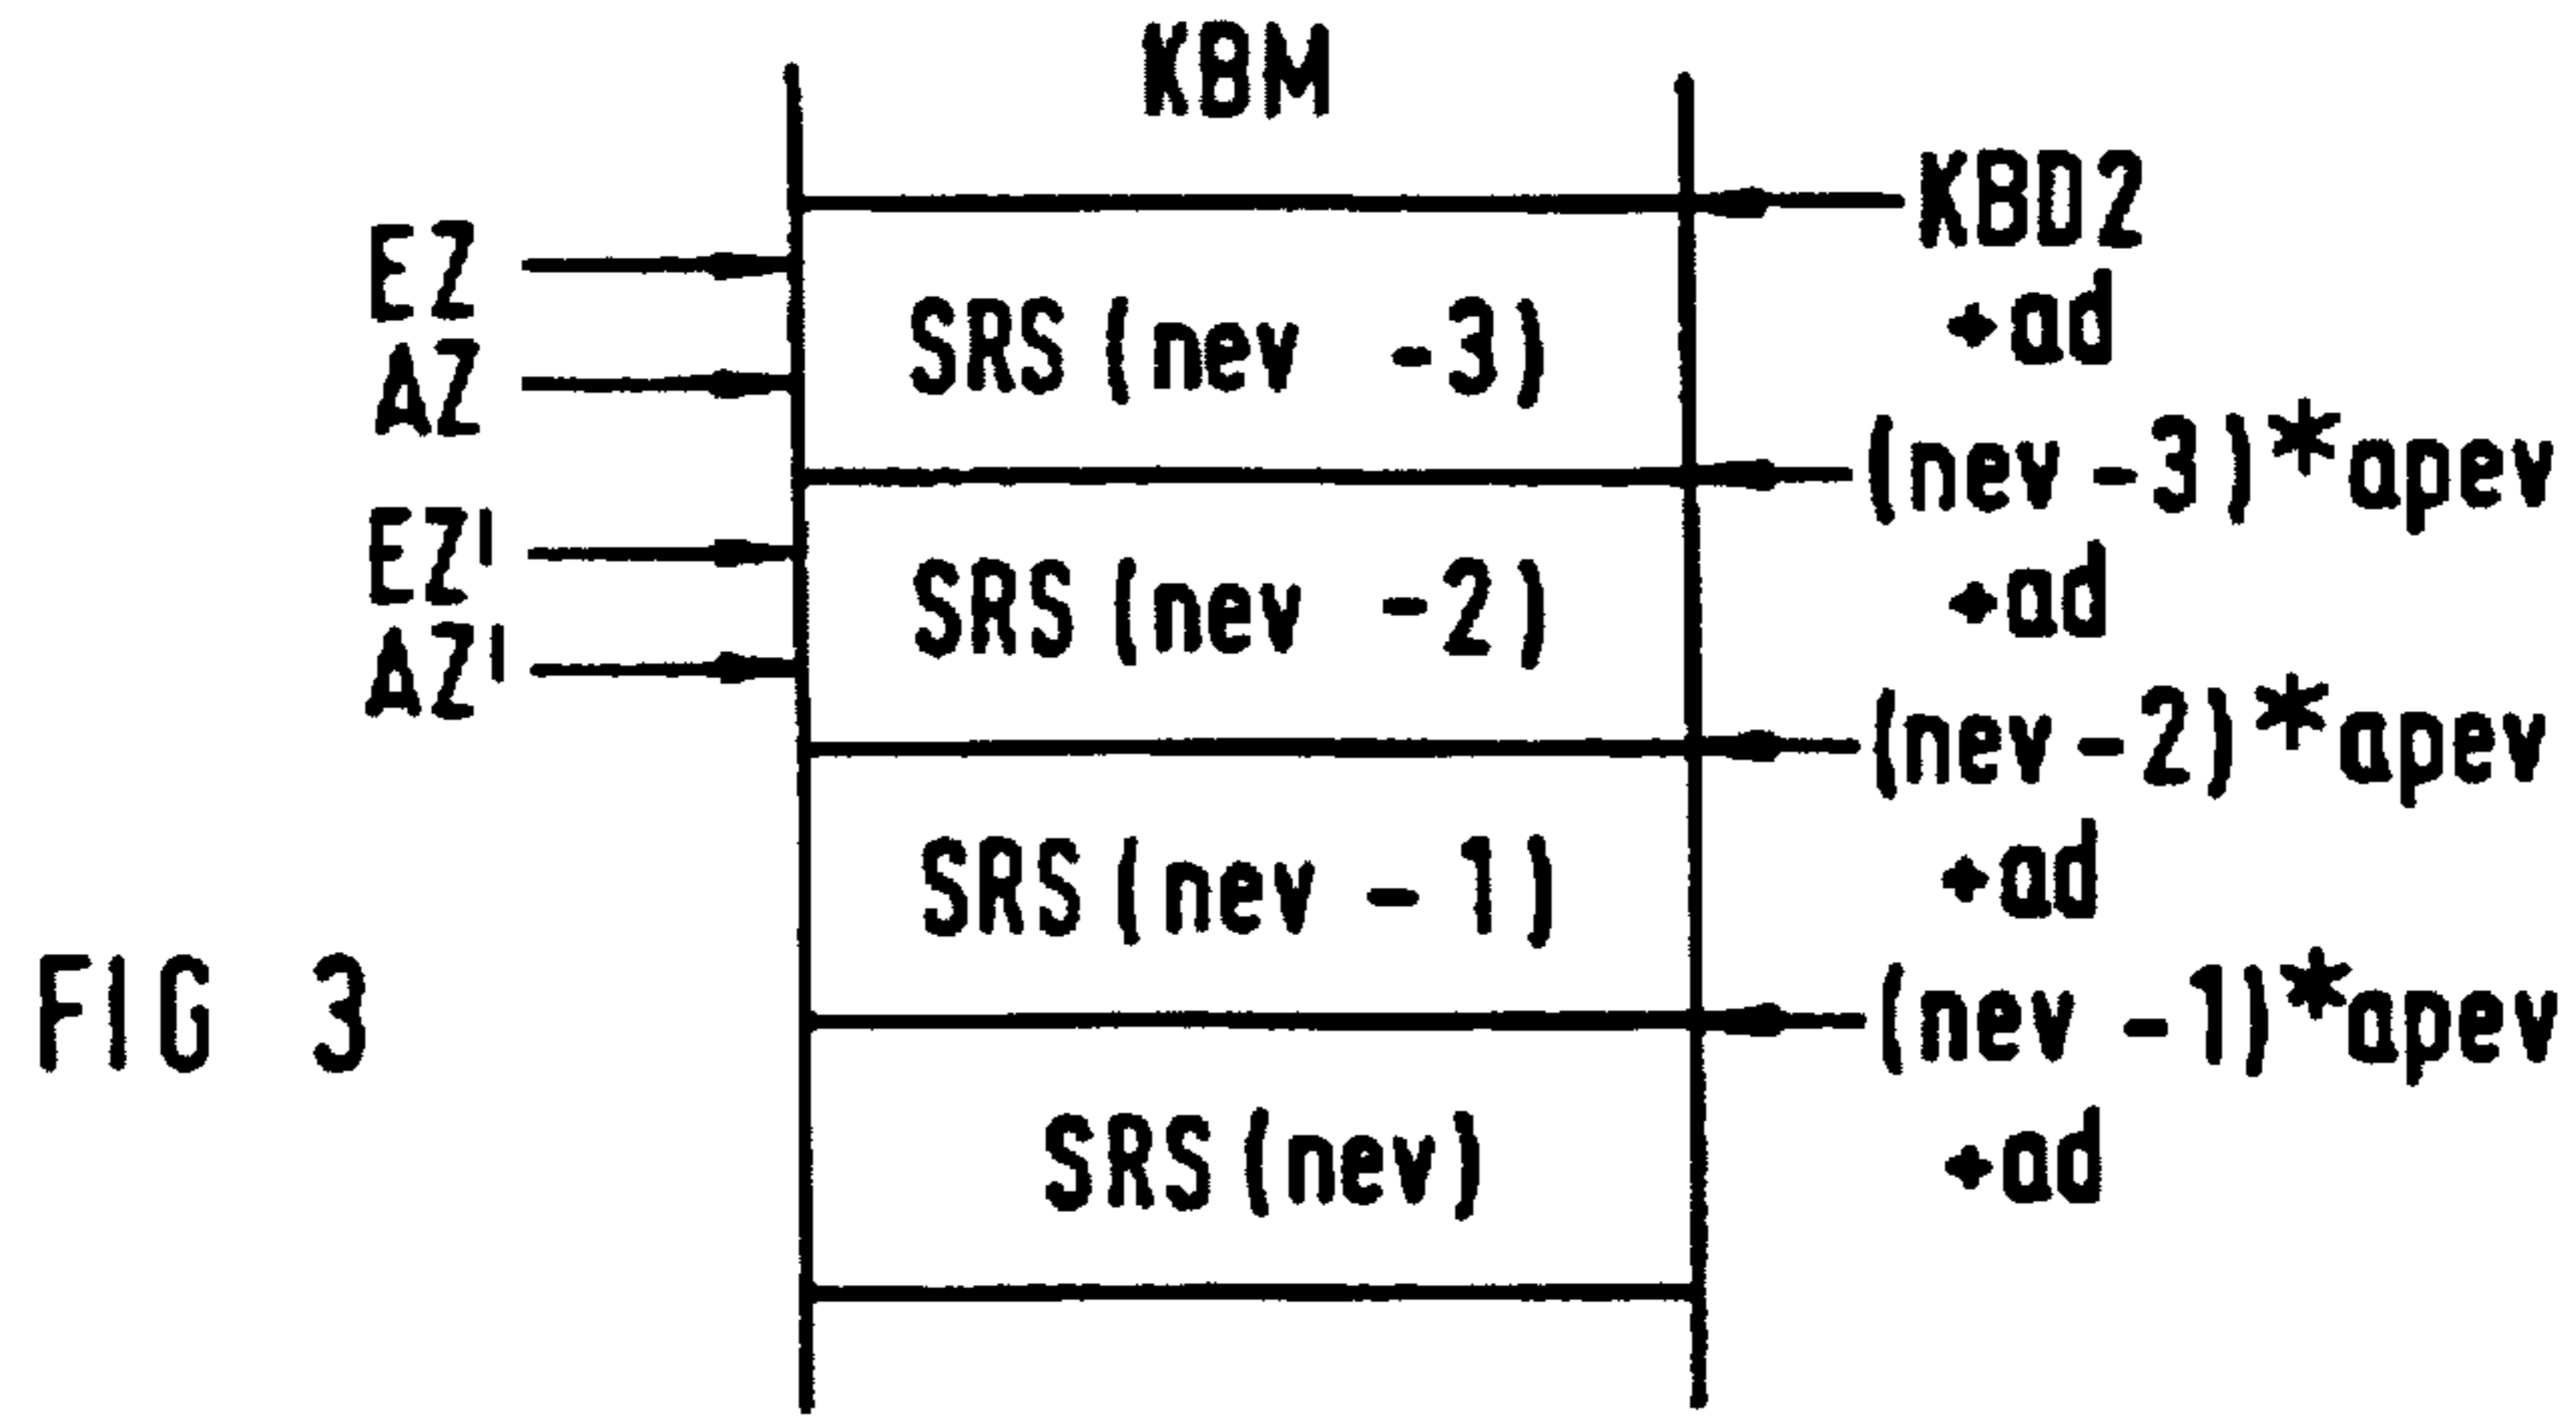 KBM
KBD2
EZ
+ad
SRS (nev -3)
AZ
(nev -3)*apev
EZ'
+ad
SRS (nev -2)
AZ'
(nev -2)*apev
+ad
SRS (nev - 1)
FIG 3
(nev -1)*apev
+ad
SRS (nev)